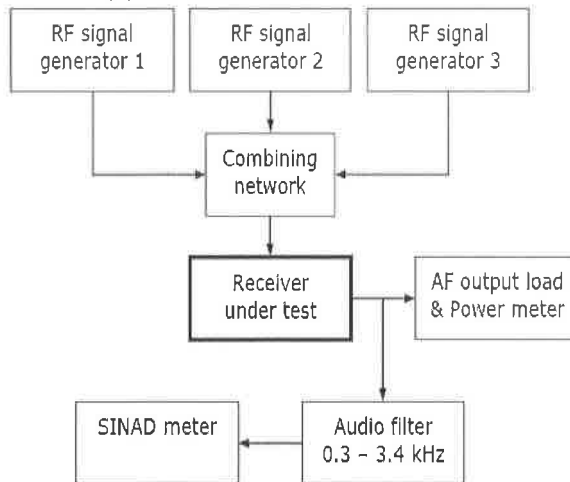 RF signal
generator 1
RF signal
generator 2
RF signal
generator 3
Combining
network
Receiver
under test
AF output load
& Power meter
SINAD meter
Audio filter
0.3 – 3.4 kHz